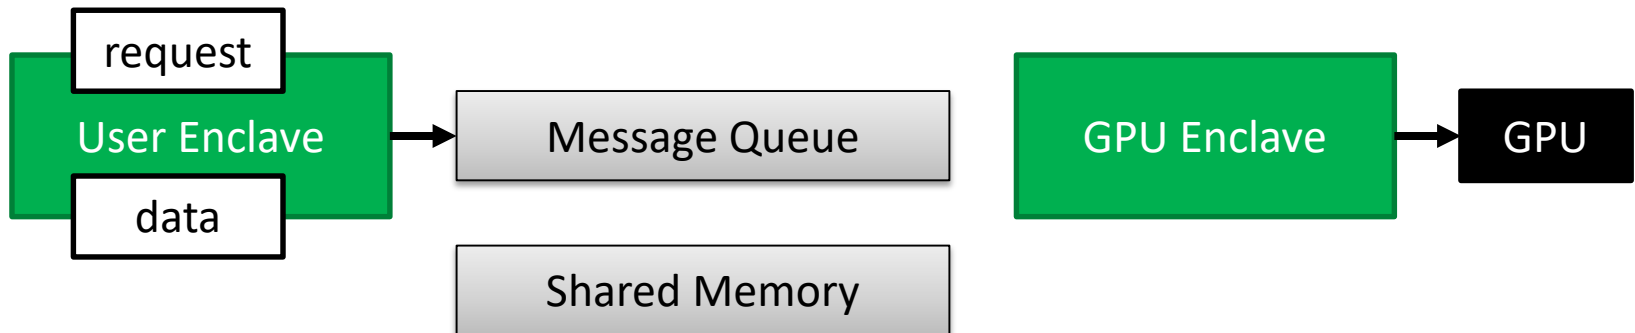 request
User Enclave
data
Message Queue
Shared Memory
GPU Enclave
GPU